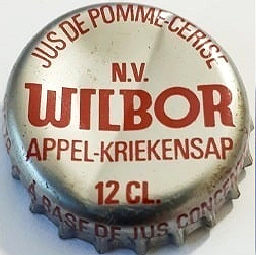 JUS DE POMME-CERISE
N.V.
WILBOR
APPEL-KRIEKENSAP
12 CL.
A BASE DE JUS